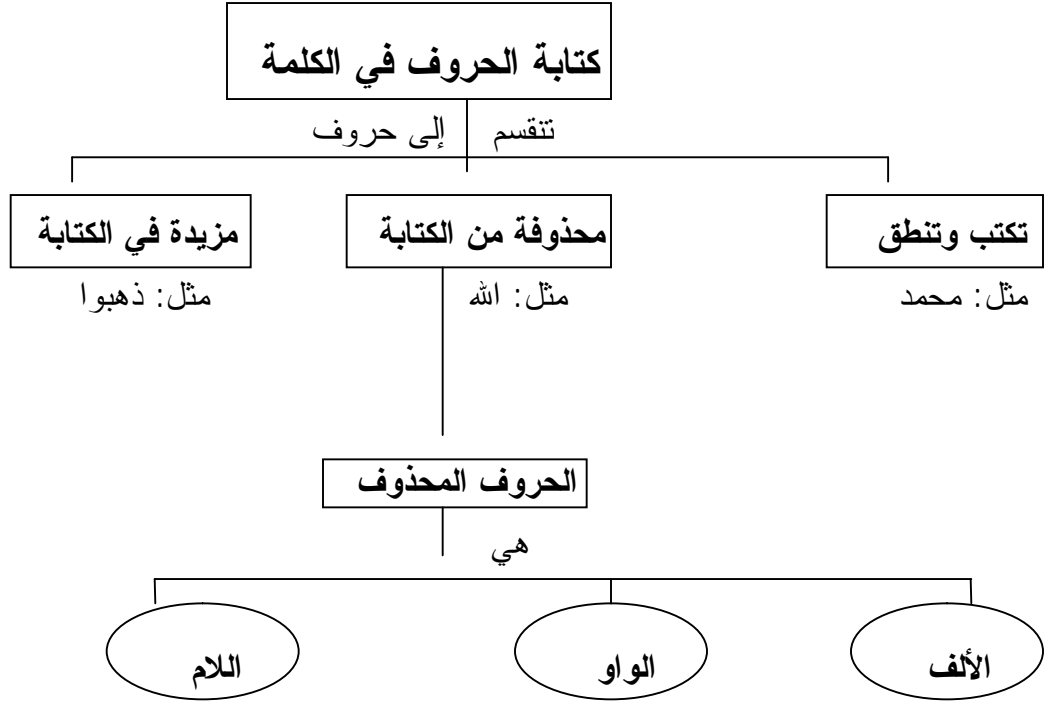 كتابة الحروف في الكلمة
تنقسم إلى حروف
تكتب وتنطق
محذوفة من الكتابة
مزيدة في الكتابة
مثل: محمد
مثل: الله
مثل: ذهبوا
الحروف المحذوف
هي
الألف
الواو
اللام